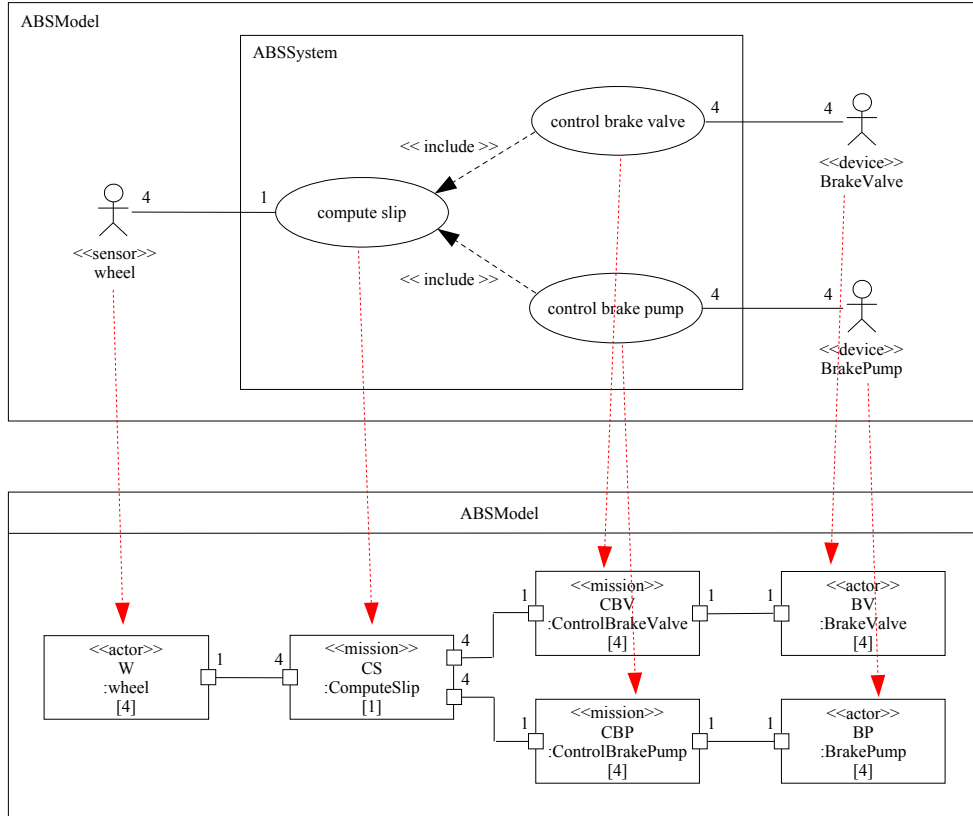 ABSModel
ABSSystem
control brake valve
4
4
<< include >>
<<device>>
BrakeValve
4
1
compute slip
<<sensor>>
wheel
<< include >>
control brake pump
4
4
<<device>>
BrakePump
ABSModel
<<mission>>
CBV
:ControlBrakeValve
[4]
1
1
1
<<actor>>
BV
:BrakeValve
[4]
<<actor>>
W
:wheel
[4]
1
4
<<mission>>
CS
:ComputeSlip
[1]
4
4
<<mission>>
CBP
:ControlBrakePump
[4]
1
1
1
<<actor>>
BP
:BrakePump
[4]